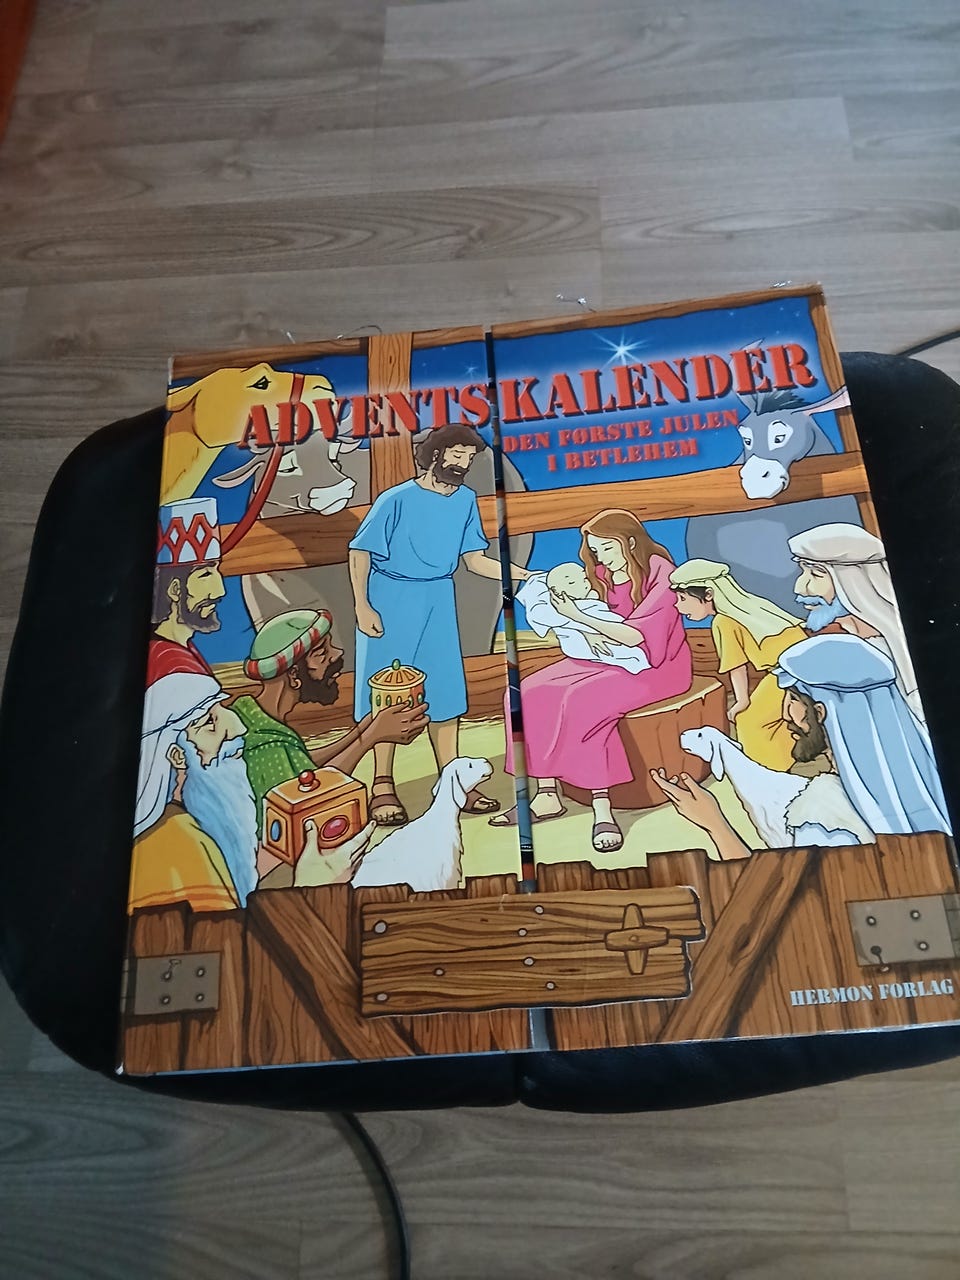 ADVENTSKALENDER
DEN FØRSTE JULEN
I BETLEHEM
HERMON FORLAG